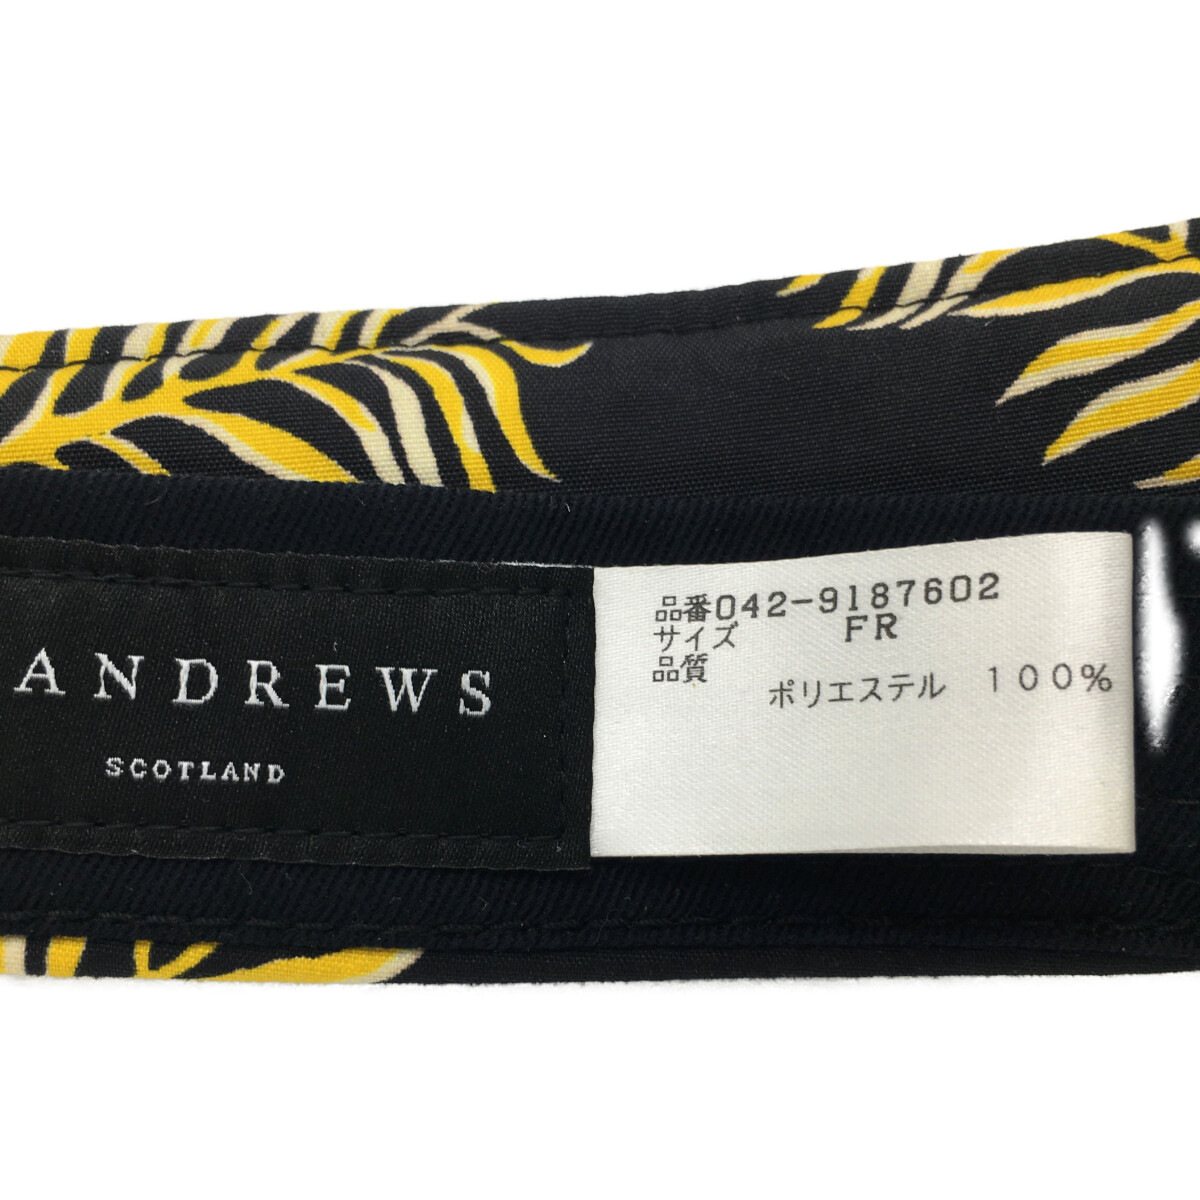 ANDREWS
SCOTLAND
品番042-9187602
サイズ FR
品質
ポリエステル 100%